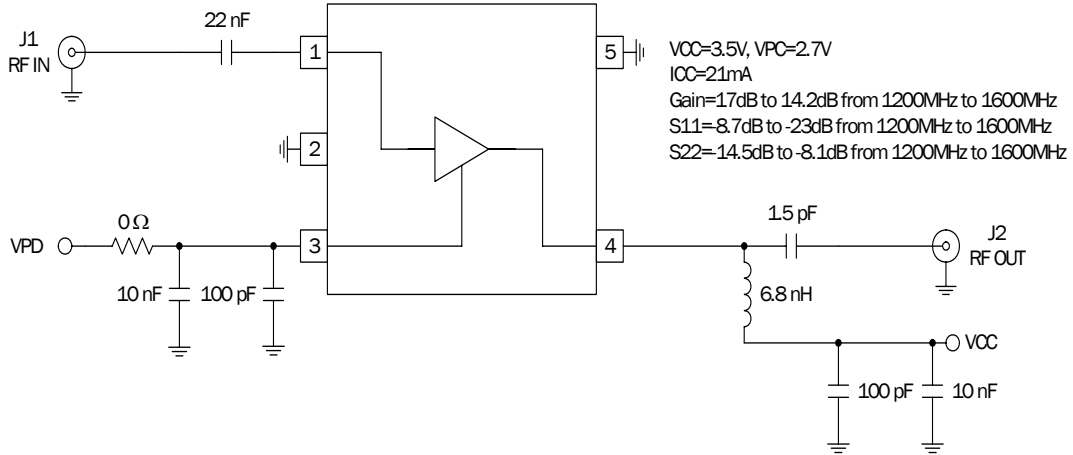 J1
RF IN
22 nF
1
2
3
5
4
VCC=3.5V, VPC=2.7V
ICC=21mA
Gain=17dB to 14.2dB from 1200MHz to 1600MHz
S11=-8.7dB to -23dB from 1200MHz to 1600MHz
S22=-14.5dB to -8.1dB from 1200MHz to 1600MHz
VPD
0 Ω
10 nF
100 pF
1.5 pF
J2
RF OUT
6.8 nH
VCC
100 pF
10 nF